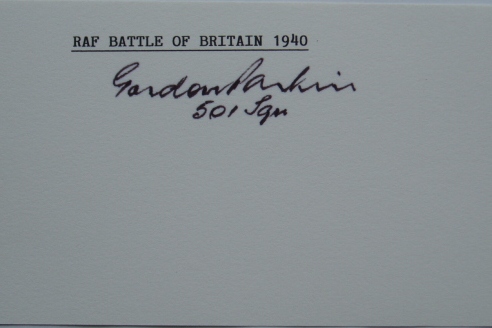 RAF BATTLE OF BRITAIN 1940
Gordon Parkin
501 Sqn